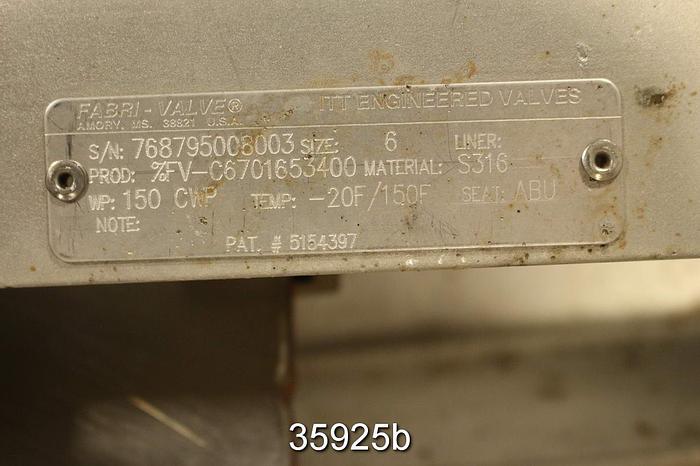 FABRI-VALVE® ITT ENGINEERED VALVES
AMORY, MS. 38821 U.S.A.
S/N: 768795008003 SIZE: 6 LINER:
PROD: %FV-C6701653400 MATERIAL: S316
WP: 150 CWP TEMP: -20F/150F SEAT: ABU
NOTE:
PAT. # 5154397
35925b